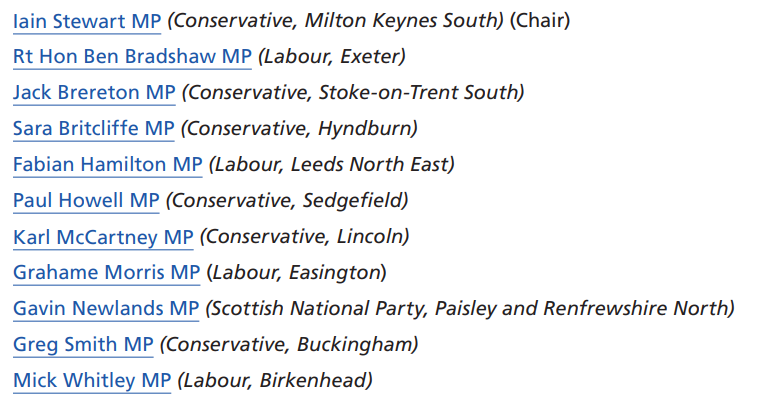 Iain Stewart MP (Conservative, Milton Keynes South) (Chair)
Rt Hon Ben Bradshaw MP (Labour, Exeter)
Jack Brereton MP (Conservative, Stoke-on-Trent South)
Sara Britcliffe MP (Conservative, Hyndburn)
Fabian Hamilton MP (Labour, Leeds North East)
Paul Howell MP (Conservative, Sedgefield)
Karl McCartney MP (Conservative, Lincoln)
Grahame Morris MP (Labour, Easington)
Gavin Newlands MP (Scottish National Party, Paisley and Renfrewshire North)
Greg Smith MP (Conservative, Buckingham)
Mick Whitley MP (Labour, Birkenhead)